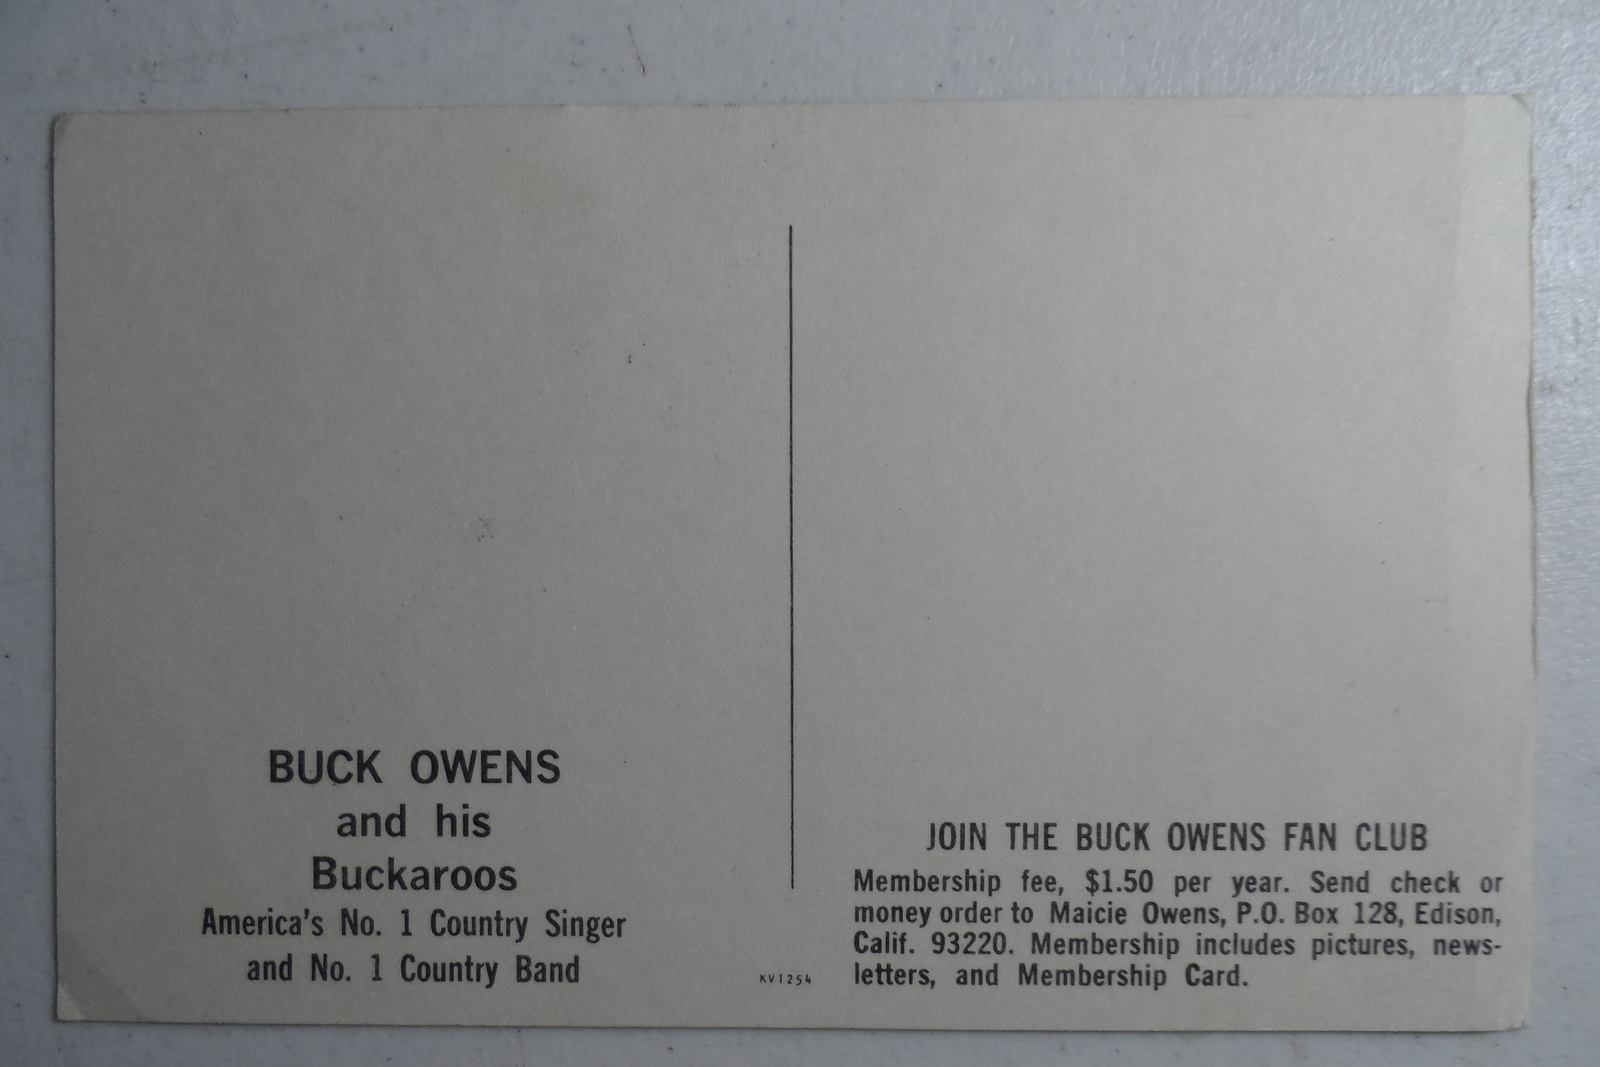 BUCK OWENS
and his
Buckaroos
America's No. 1 Country Singer
and No. 1 Country Band
KV1254
JOIN THE BUCK OWENS FAN CLUB
Membership fee, $1.50 per year. Send check or
money order to Maicie Owens, P.O. Box 128, Edison,
Calif. 93220. Membership includes pictures, news-
letters, and Membership Card.